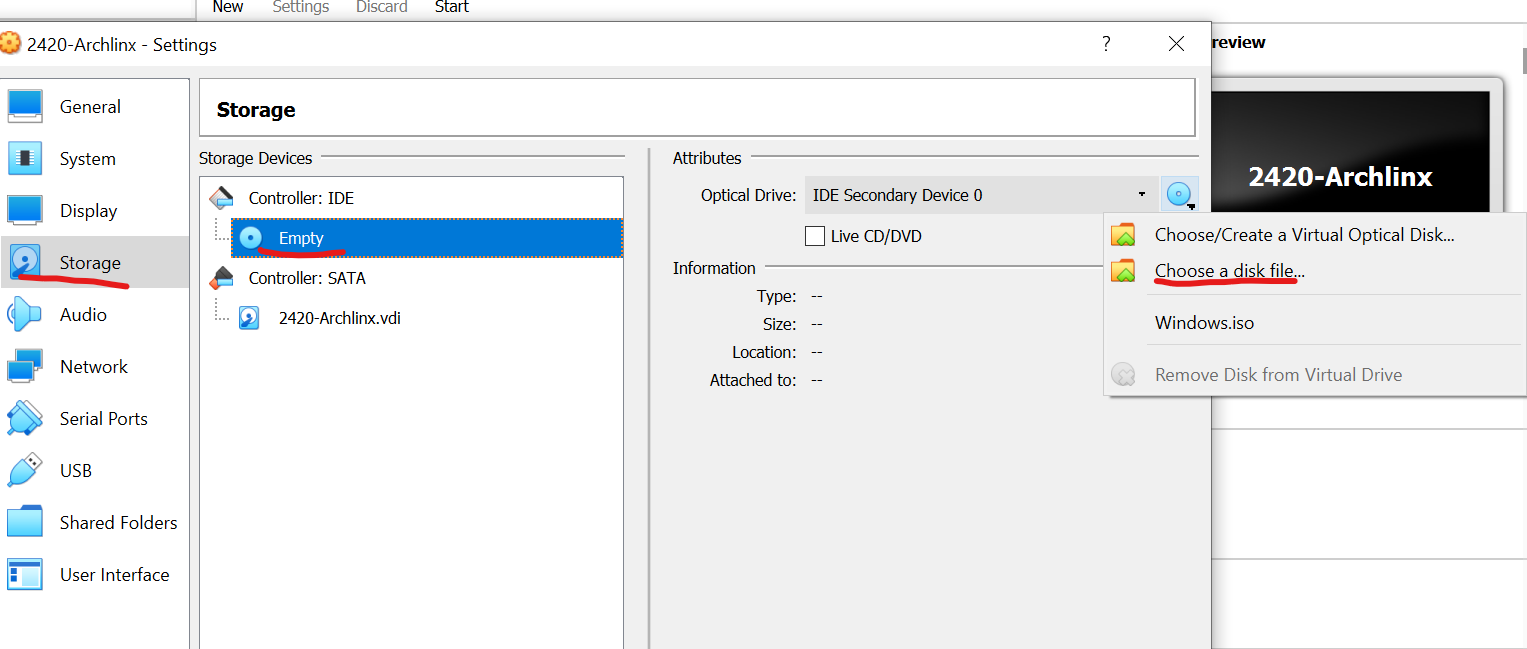 New Settings Discard Start
2420-Archlinx - Settings
?
review
General
System
Display
Storage
Audio
Network
Serial Ports
USB
Shared Folders
User Interface
Storage
Storage Devices
Controller: IDE
Empty
Controller: SATA
2420-Archlinx.vdi
Attributes
Optical Drive: IDE Secondary Device 0
Live CD/DVD
Information
Type: --
Size: --
Location: --
Attached to: --
2420-Archlinx
Choose/Create a Virtual Optical Disk...
Choose a disk file...
Windows.iso
Remove Disk from Virtual Drive